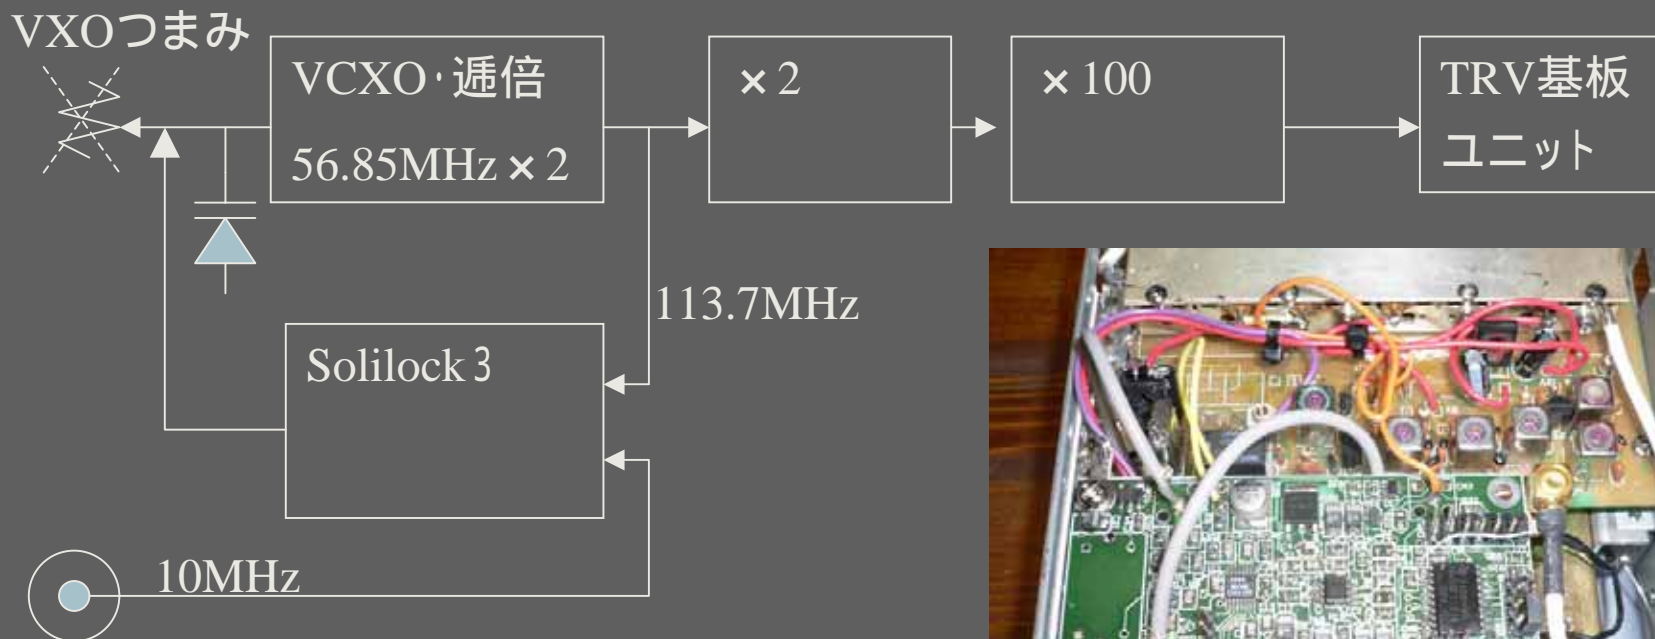 VXOつまみ
VCXO・逓倍
56.85MHz × 2
× 2
× 100
TRV基板
ユニット
113.7MHz
Solilock 3
10MHz